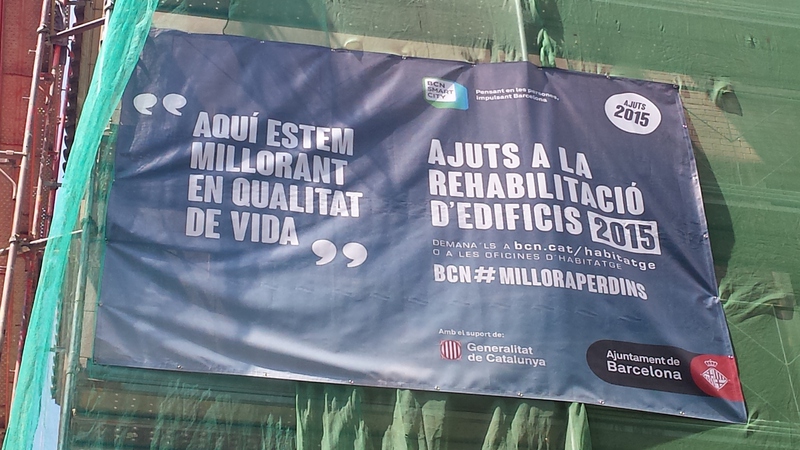 AQUÍ ESTEM
MILLORANT
EN QUALITAT
DE VIDA
BCN
SMART
CITY
Pensant en les persones,
impulsant Barcelona
AJUTS
2015
AJUTS A LA
REHABILITACIÓ
D'EDIFICIS 2015
DEMANA'LS A bcn.cat/habitatge
O A LES OFICINES D'HABITATGE
BCN#MILLORAPERDINS
Amb el suport de:
Generalitat
de Catalunya
Ajuntament de
Barcelona